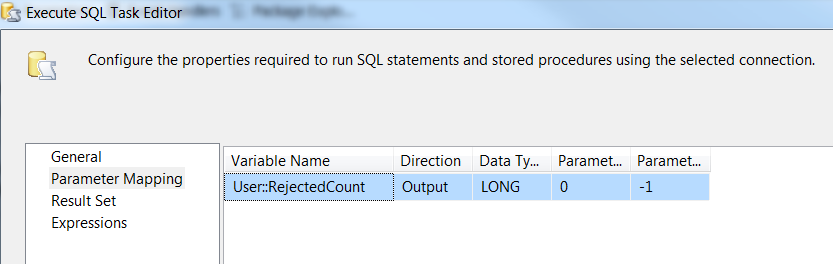 Execute SQL Task Editor
Configure the properties required to run SQL statements and stored procedures using the selected connection.
General
Parameter Mapping
Result Set
Expressions
Variable Name Direction Data Ty... Paramet... Paramet...
User::RejectedCount Output LONG 0 -1